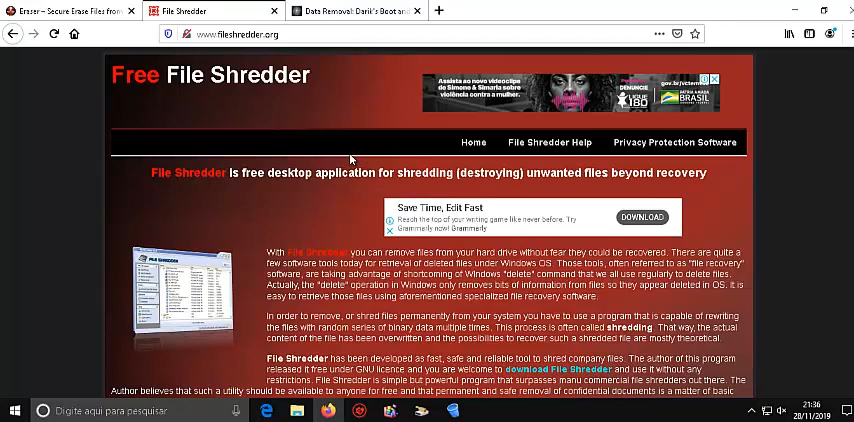 Eraser – Secure Erase Files from
File Shredder
Data Removal: Darik's Boot and
www.fileshredder.org
Free File Shredder
Assista ao novo
videoclipe de
Simone & Simaria sobre
violência contra a mulher.
DENUNCIE
LIGUE
180
gov.br/vcterm
PÁTRIA AMADA
BRASIL
Home File Shredder Help Privacy Protection Software
File Shredder is free desktop application for shredding (destroying) unwanted files beyond recovery
Save Time, Edit Fast
Reach the top of your writing game like never before. Try
Grammarly now! Grammarly
DOWNLOAD
With File Shredder you can remove files from your hard drive without fear they could be recovered. There are quite a
few software tools today for retrieval of deleted files under Windows OS. Those tools, often referred to as "file recovery"
software, are taking advantage of shortcoming of Windows "delete" command that we all use regularly to delete files.
Actually, the "delete" operation in Windows only removes bits of information from files so they appear deleted in OS. It is
easy to retrieve those files using aforementioned specialized file recovery software.
In order to remove, or shred files permanently from your system you have to use a program that is capable of rewriting
the files with random series of binary data multiple times. This process is often called shredding. That way, the actual
content of the file has been overwritten and the possibilities to recover such a shredded file are mostly theoretical.
File Shredder has been developed as fast, safe and reliable tool to shred company files. The author of this program
released it free under GNU licence and you are welcome to download File Shredder and use it without any
restrictions. File Shredder is simple but powerful program that surpasses manu commercial file shredders out there. The
Author believes that such a utility should be available to anyone for free and that permanent and safe removal of confidential documents is a matter of basic
Digite aqui para pesquisar
21:36
28/11/2019